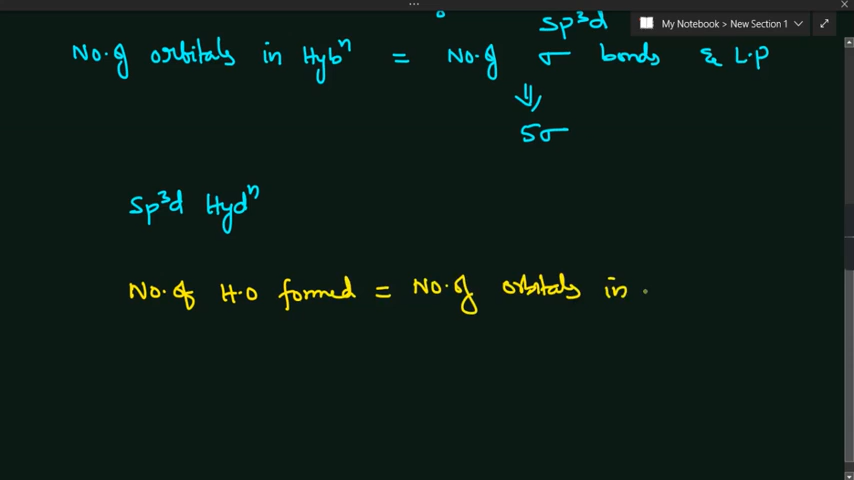 sp³d
My Notebook > New Section 1
No. of orbitals in Hybⁿ = No. of σ bonds & L.P
⇓
5σ
sp³d Hydⁿ
No. of H.O formed = No. of orbitals in